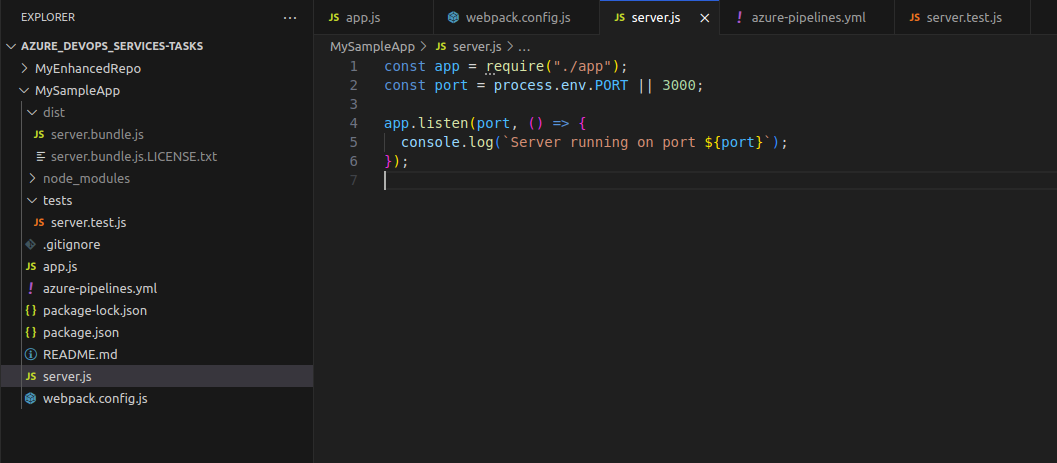 EXPLORER ...
app.js webpack.config.js server.js azure-pipelines.yml server.test.js
AZURE_DEVOPS_SERVICES-TASKS
MyEnhancedRepo
MySampleApp
dist
JS server.bundle.js
server.bundle.js.LICENSE.txt
node_modules
tests
JS server.test.js
.gitignore
JS app.js
! azure-pipelines.yml
{} package-lock.json
{} package.json
README.md
JS server.js
webpack.config.js
MySampleApp > JS server.js > ...
1 const app = require("./app");
2 const port = process.env.PORT || 3000;
3
4 app.listen(port, () => {
5   console.log(`Server running on port ${port}`);
6 });
7